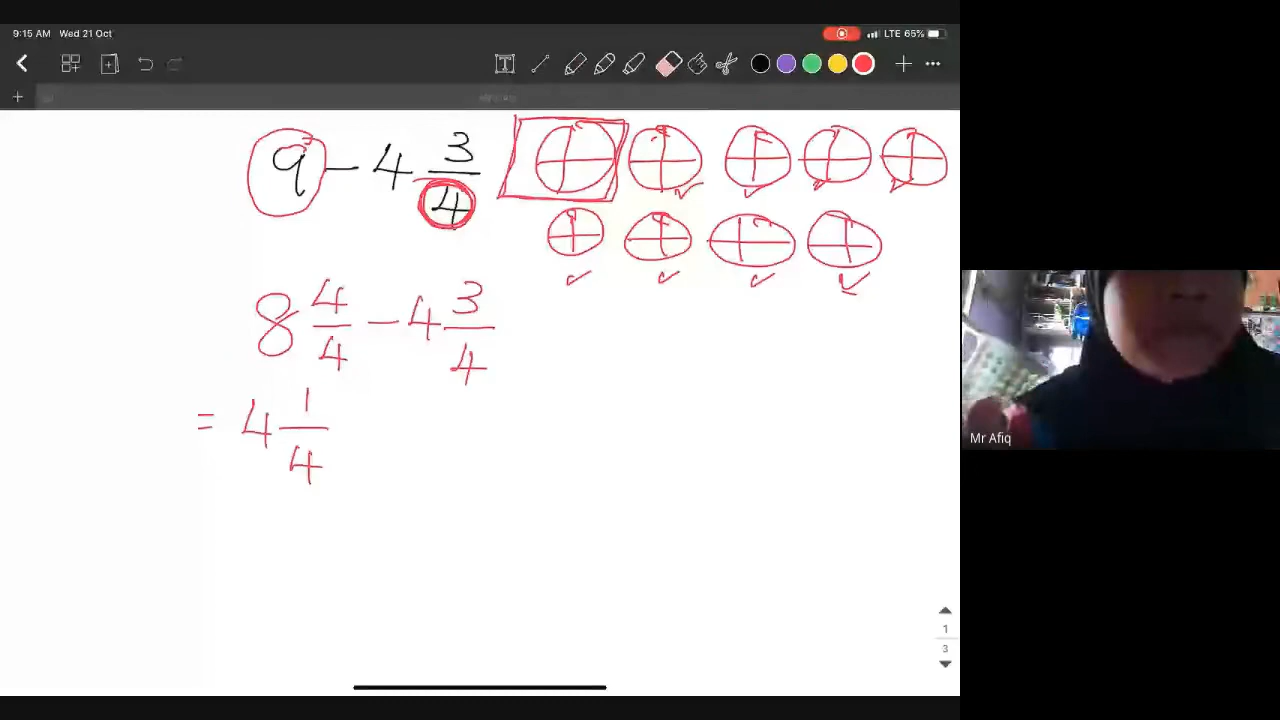 9:15 AM Wed 21 Oct
LTE 66%
9 - 4 3/4
8 4/4 - 4 3/4
= 4 1/4
Mr Afiq
1
3